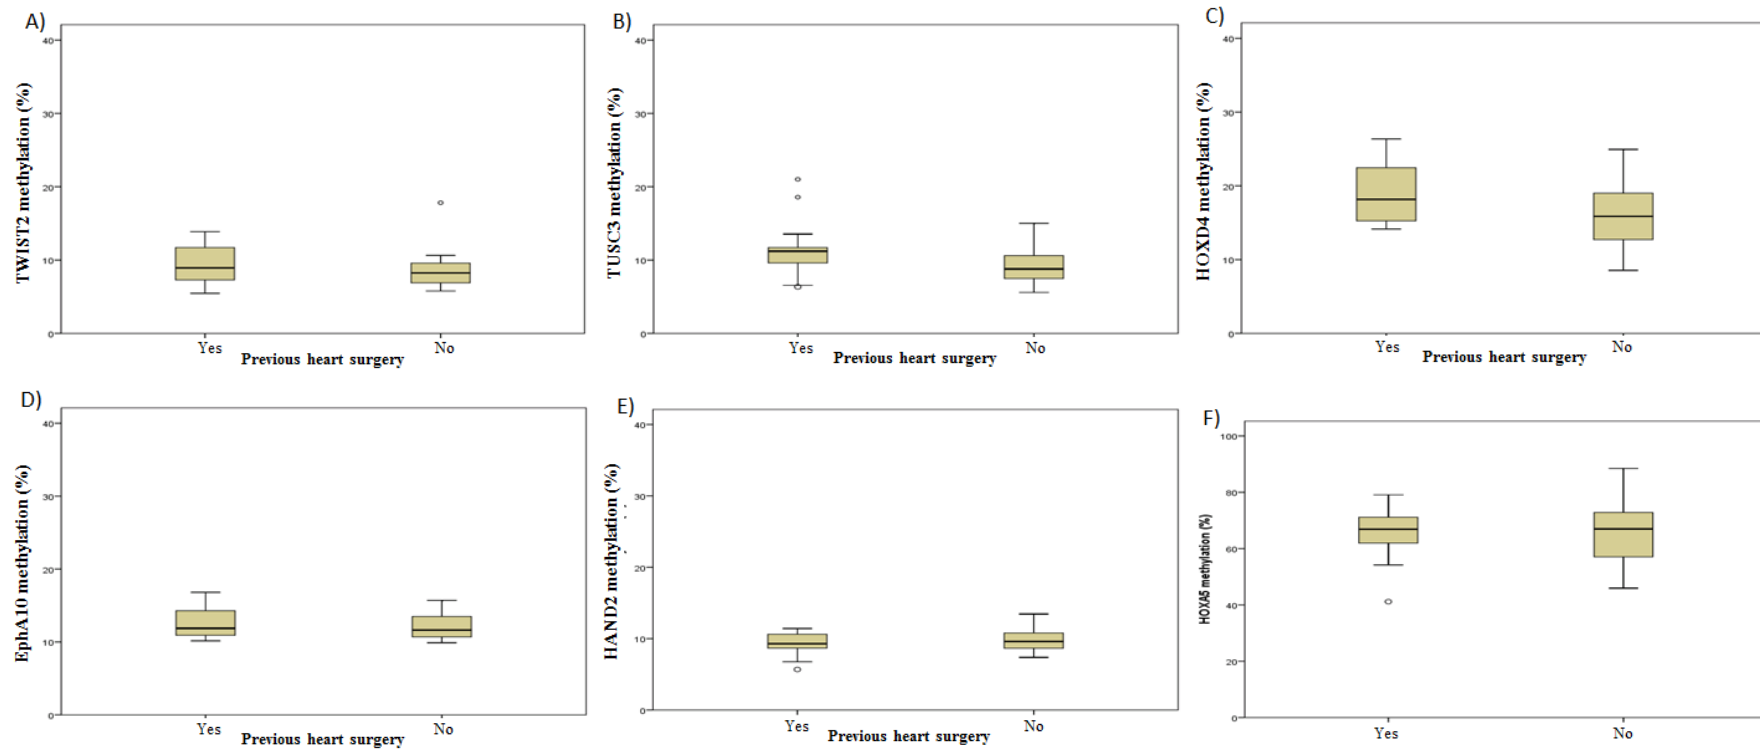 A)
TWIST2 methylation (%)
40
30
20
10
0
Yes
No
Previous heart surgery
B)
TUSC3 methylation (%)
40
30
20
10
0
Yes
No
Previous heart surgery
C)
HOXD4 methylation (%)
40
30
20
10
0
Yes
No
Previous heart surgery
D)
EphA10 methylation (%)
40
30
20
10
0
Yes
No
Previous heart surgery
E)
HAND2 methylation (%)
40
30
20
10
0
Yes
No
Previous heart surgery
F)
HOXA5 methylation (%)
100
80
60
40
20
0
Yes
No